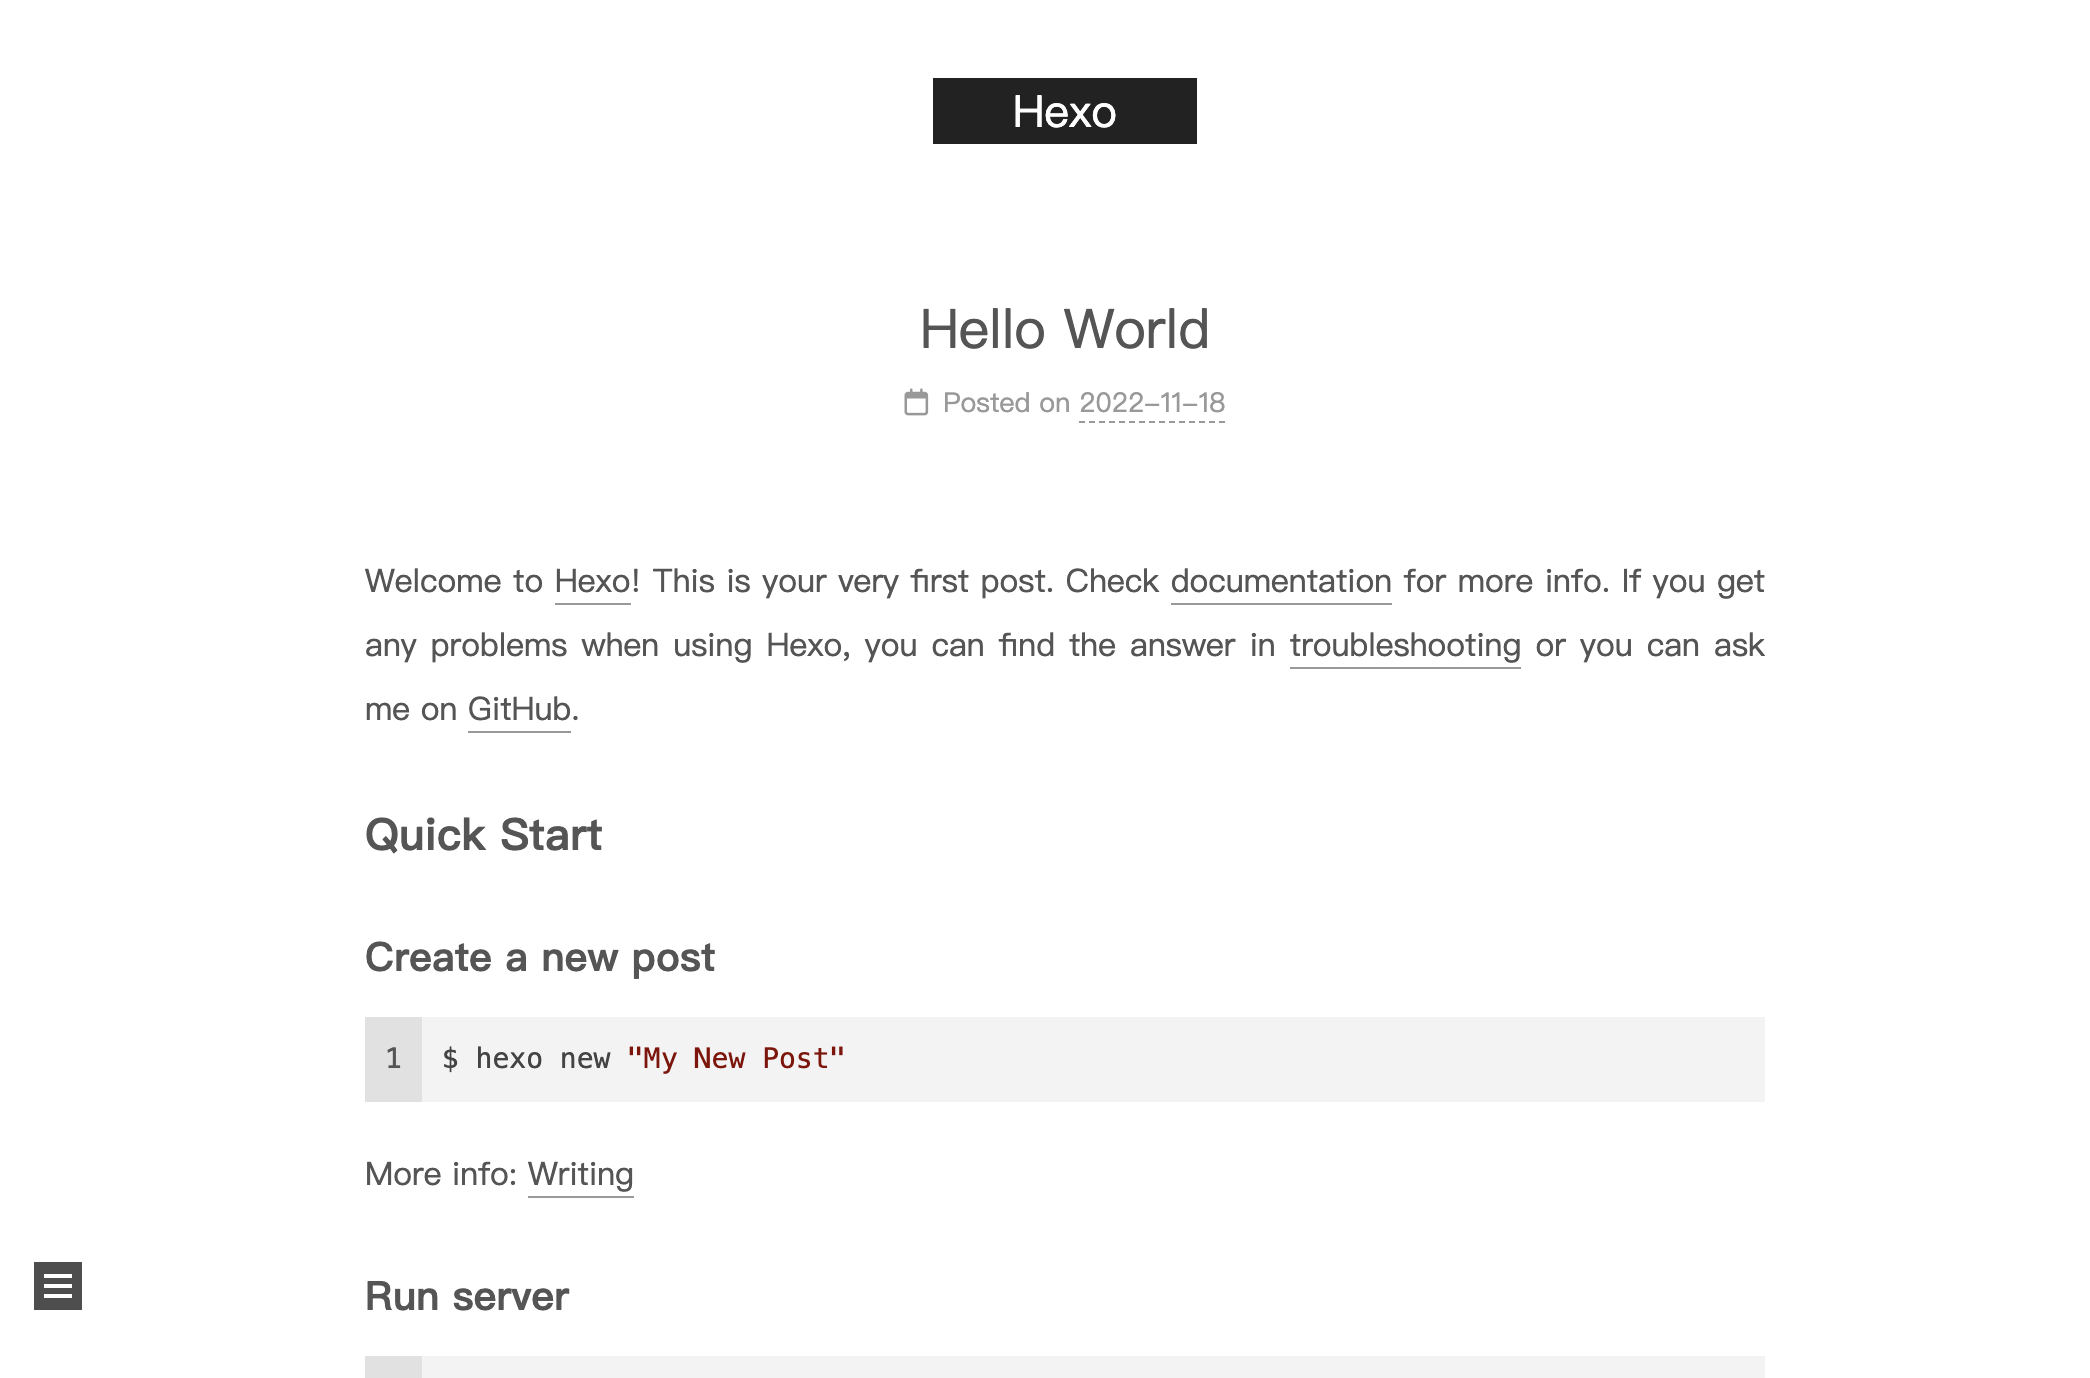 Hexo
Hello World
Posted on 2022-11-18
Welcome to Hexo! This is your very first post. Check documentation for more info. If you get
any problems when using Hexo, you can find the answer in troubleshooting or you can ask
me on GitHub.
Quick Start
Create a new post
1 $ hexo new "My New Post"
More info: Writing
Run server